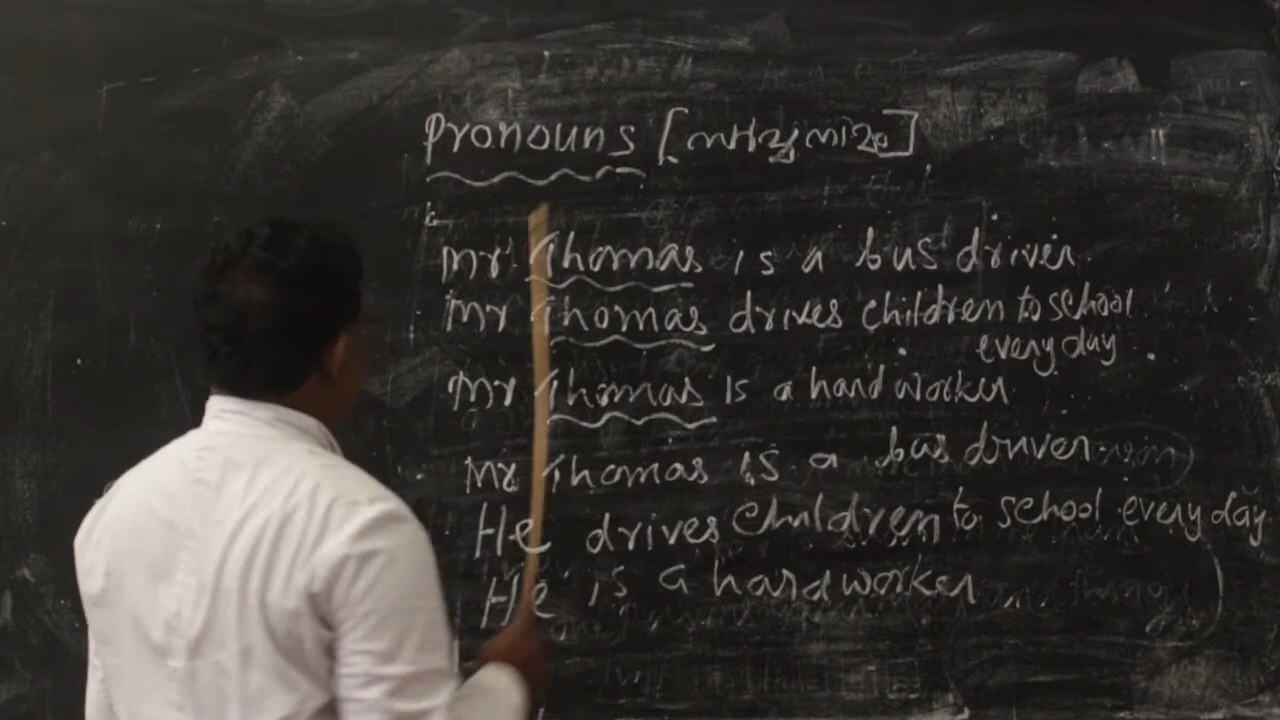 Pronouns [സർവ്വനാമം]
Mr Thomas is a bus driver.
Mr Thomas drives children to school
every day.
Mr Thomas is a hard worker
Mr Thomas is a bus driver
He drives children to school every day
He is a hard worker